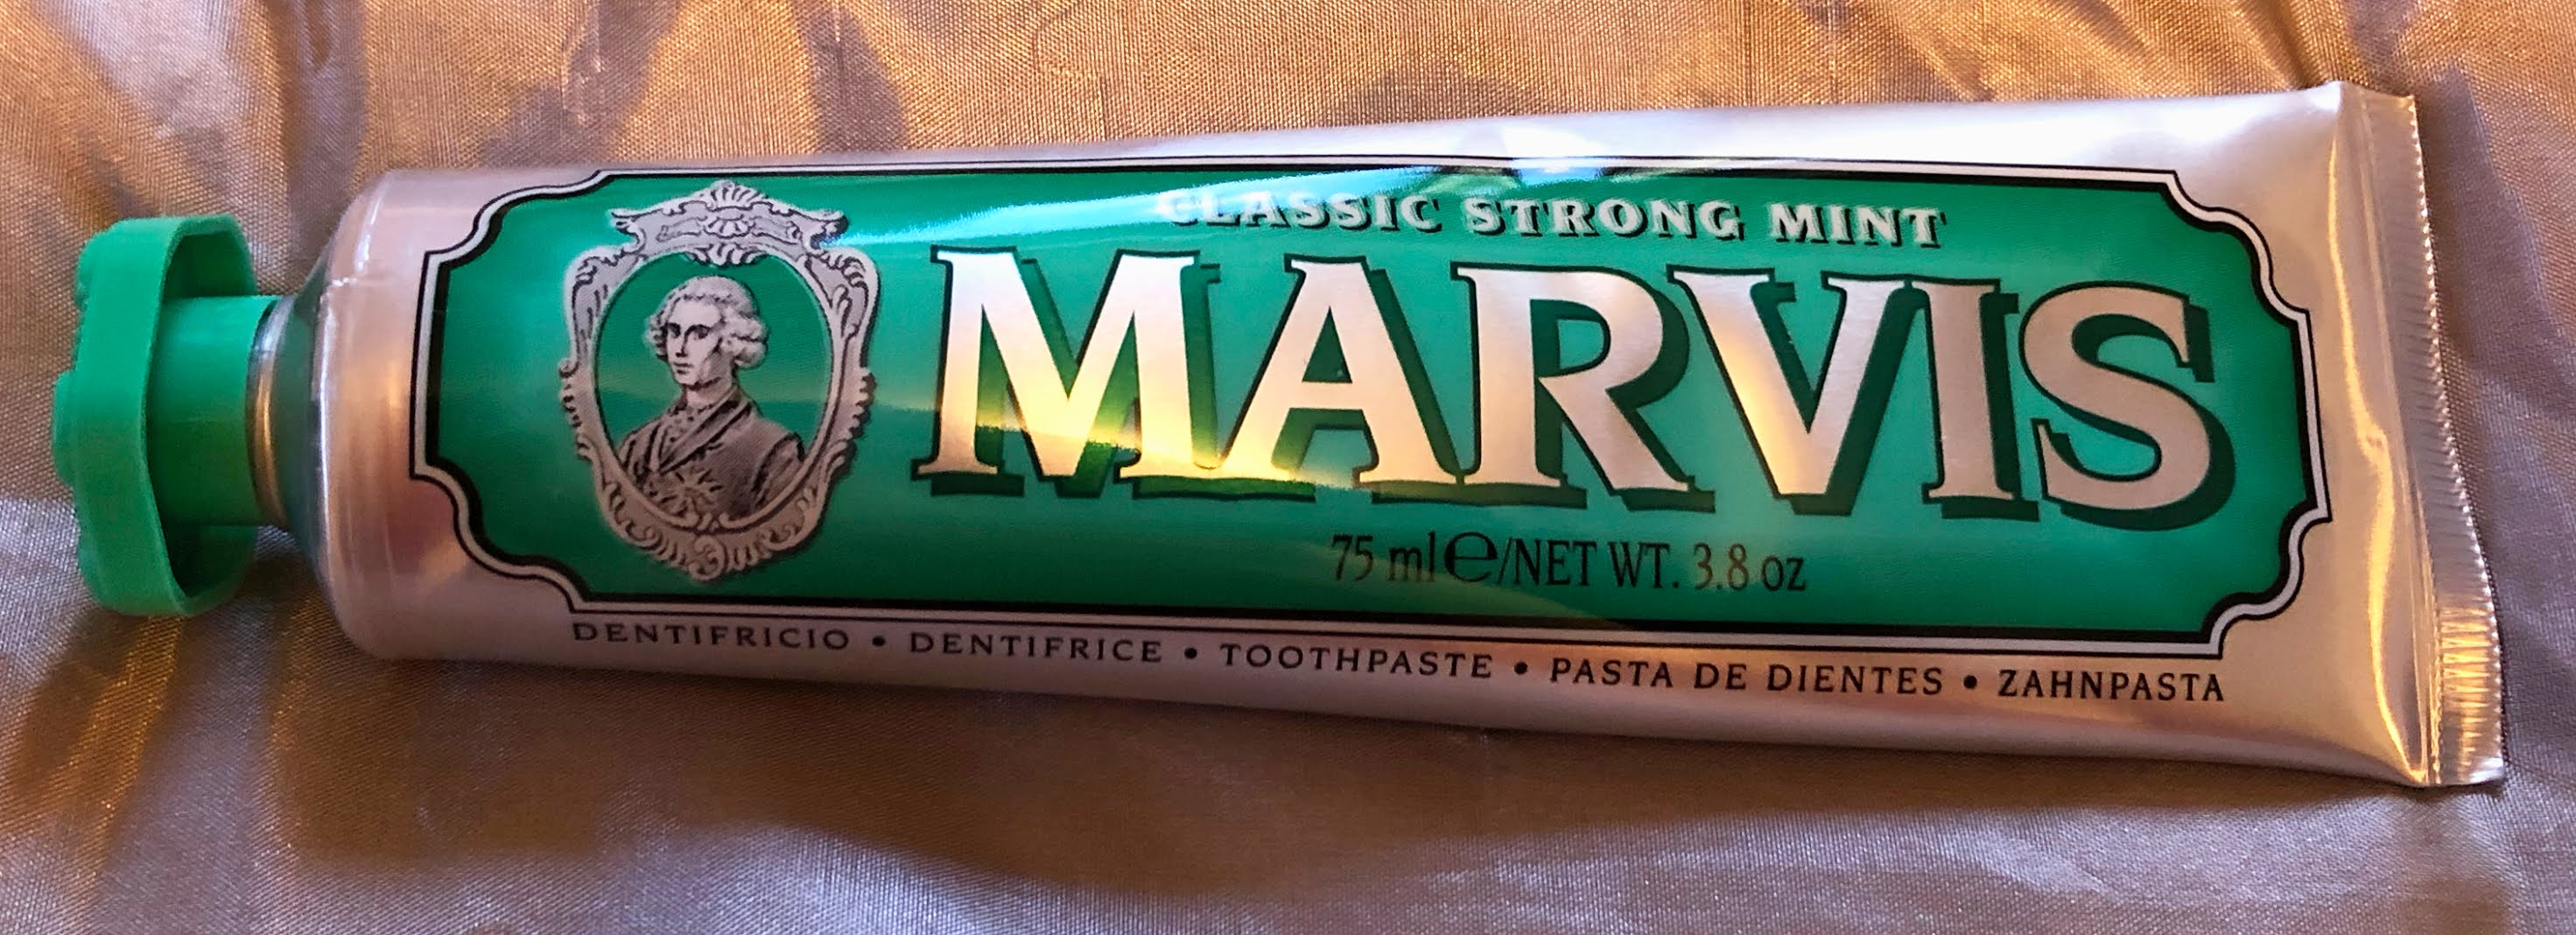 CLASSIC STRONG MINT
MARVIS
75 ml ℮/NET WT. 3.8 oz
DENTIFRICIO • DENTIFRICE • TOOTHPASTE • PASTA DE DIENTES • ZAHNPASTA